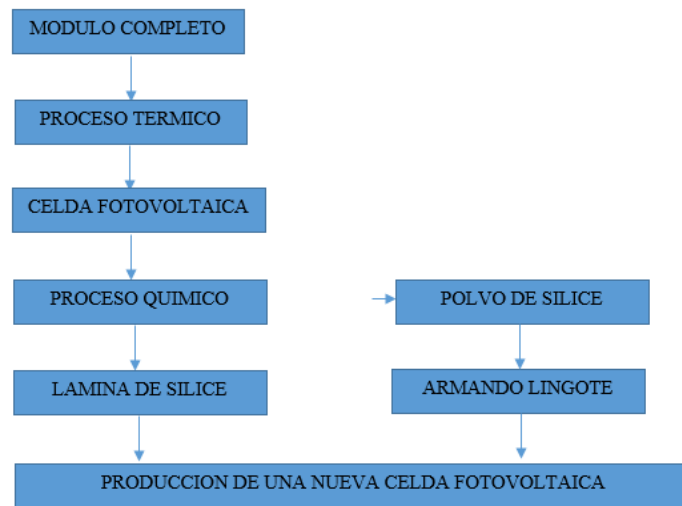 MODULO COMPLETO
PROCESO TERMICO
CELDA FOTOVOLTAICA
PROCESO QUIMICO
POLVO DE SILICE
LAMINA DE SILICE
ARMANDO LINGOTE
PRODUCCION DE UNA NUEVA CELDA FOTOVOLTAICA